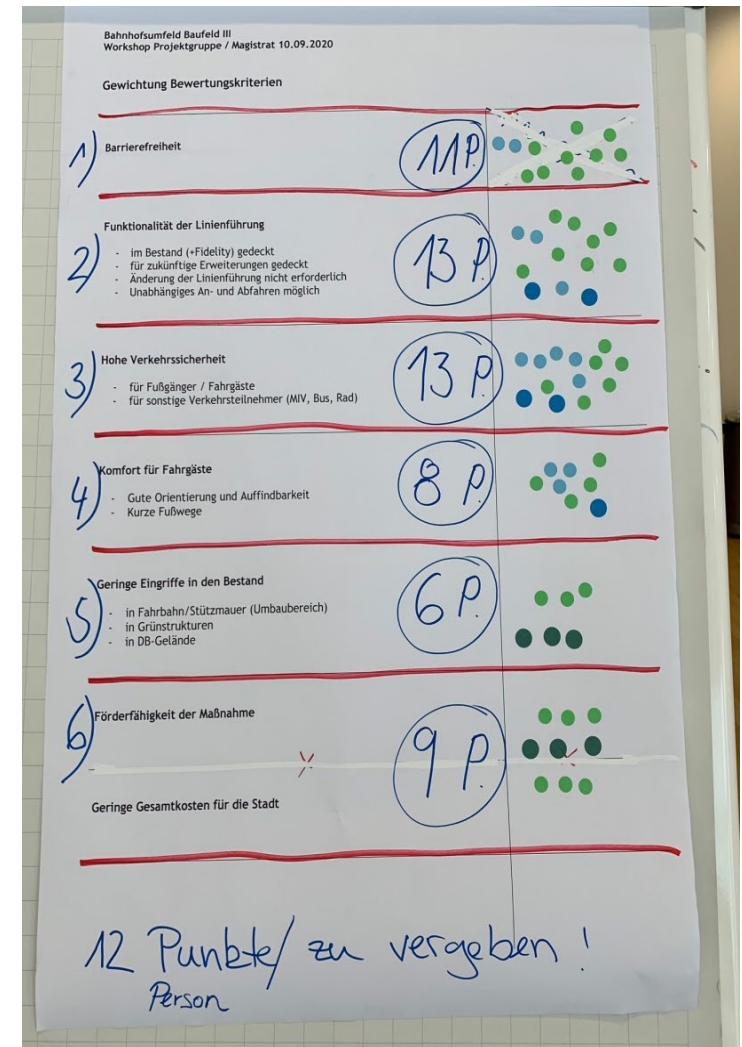 Bahnhofsumfeld Baufeld III
Workshop Projektgruppe / Magistrat 10.09.2020
Gewichtung Bewertungskriterien
1) Barrierefreiheit 11 P.
Funktionalität der Linienführung
2) - im Bestand (+Fidelity) gedeckt 13 P.
- für zukünftige Erweiterungen gedeckt
- Änderung der Linienführung nicht erforderlich
- Unabhängiges An- und Abfahren möglich
Hohe Verkehrssicherheit
3) - für Fußgänger / Fahrgäste 13 P.
- für sonstige Verkehrsteilnehmer (MIV, Bus, Rad)
Komfort für Fahrgäste
4) - Gute Orientierung und Auffindbarkeit 8 P.
- Kurze Fußwege
Geringe Eingriffe in den Bestand
5) - in Fahrbahn/Stützmauer (Umbaubereich) 6 P.
- in Grünstrukturen
- in DB-Gelände
Förderfähigkeit der Maßnahme
6) 9 P.
Geringe Gesamtkosten für die Stadt
12 Punkte/ zu vergeben !
Person